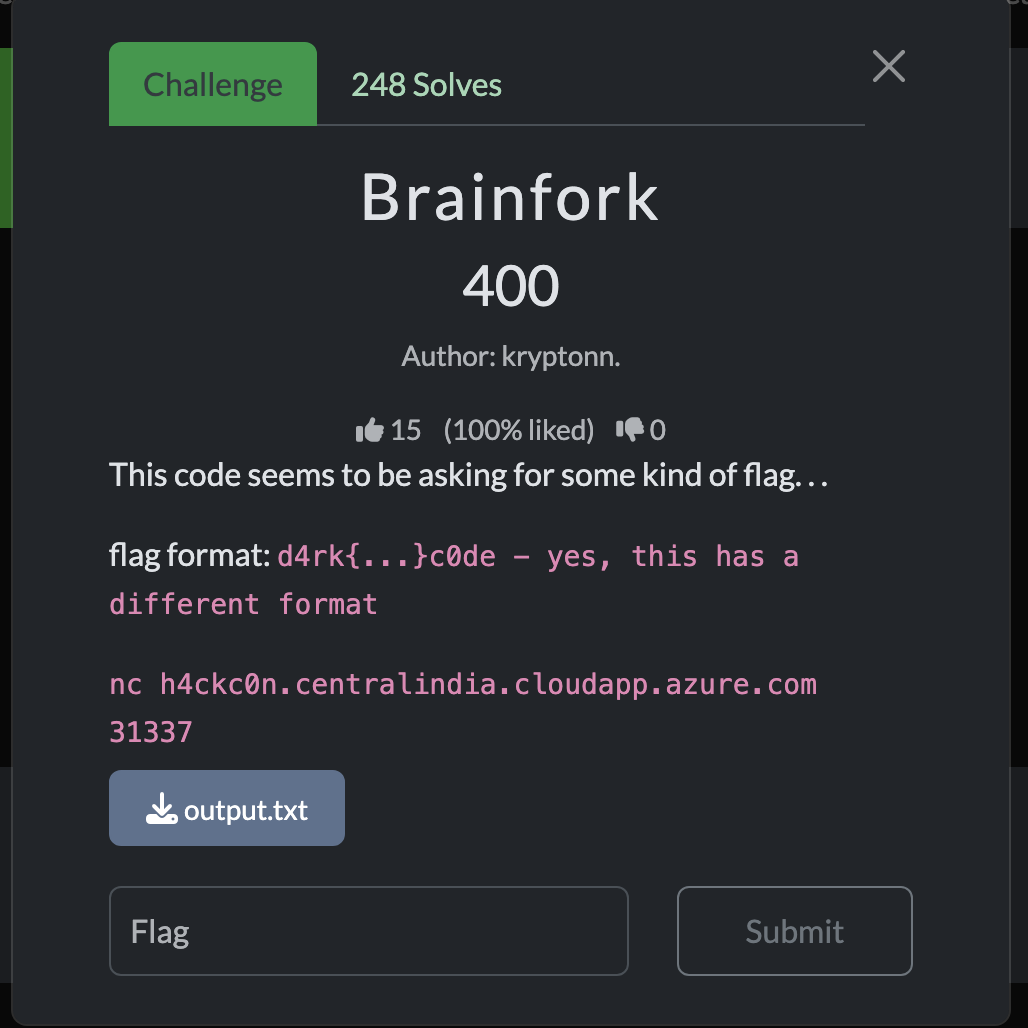 Challenge
248 Solves
Brainfork
400
Author: kryptonn.
15 (100% liked) 0
This code seems to be asking for some kind of flag...
flag format: d4rk{...}c0de - yes, this has a
different format
nc h4ckc0n.centralindia.cloudapp.azure.com
31337
output.txt
Flag
Submit